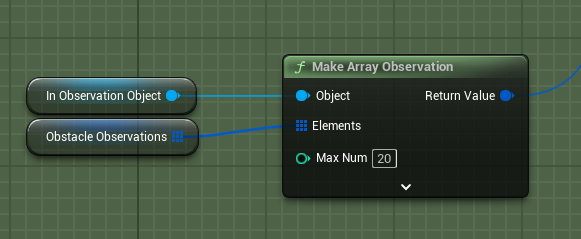 Make Array Observation
In Observation Object
Object
Return Value
Obstacle Observations
Elements
Max Num 20